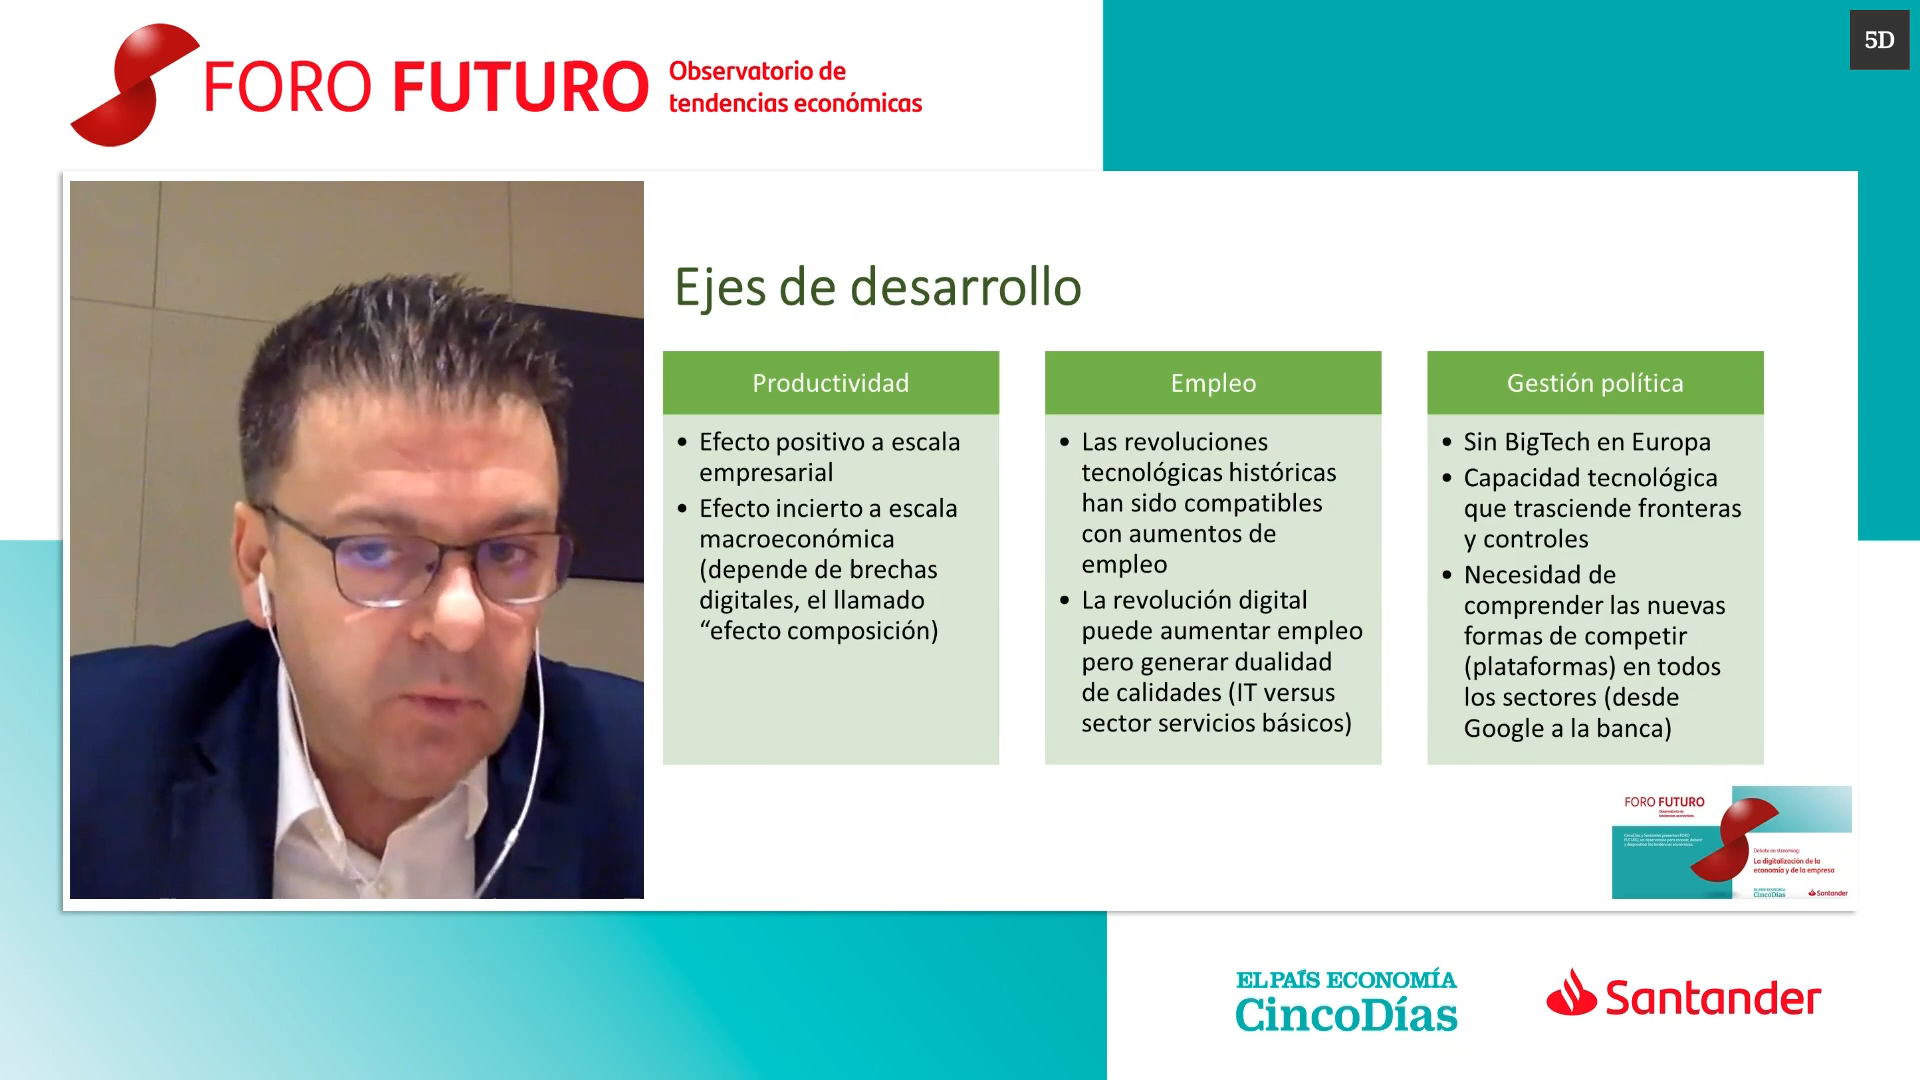 5D
FORO FUTURO
Observatorio de
tendencias económicas
Ejes de desarrollo
Productividad
• Efecto positivo a escala
empresarial
• Efecto incierto a escala
macroeconómica
(depende de brechas
digitales, el llamado
“efecto composición)
Empleo
• Las revoluciones
tecnológicas históricas
han sido compatibles
con aumentos de
empleo
• La revolución digital
puede aumentar empleo
pero generar dualidad
de calidades (IT versus
sector servicios básicos)
Gestión política
• Sin BigTech en Europa
• Capacidad tecnológica
que trasciende fronteras
y controles
• Necesidad de
comprender las nuevas
formas de competir
(plataformas) en todos
los sectores (desde
Google a la banca)
FORO FUTURO
Debate en streaming:
La digitalización de la
economía y de la empresa
CincoDías
Santander
EL PAÍS ECONOMÍA
CincoDías
Santander